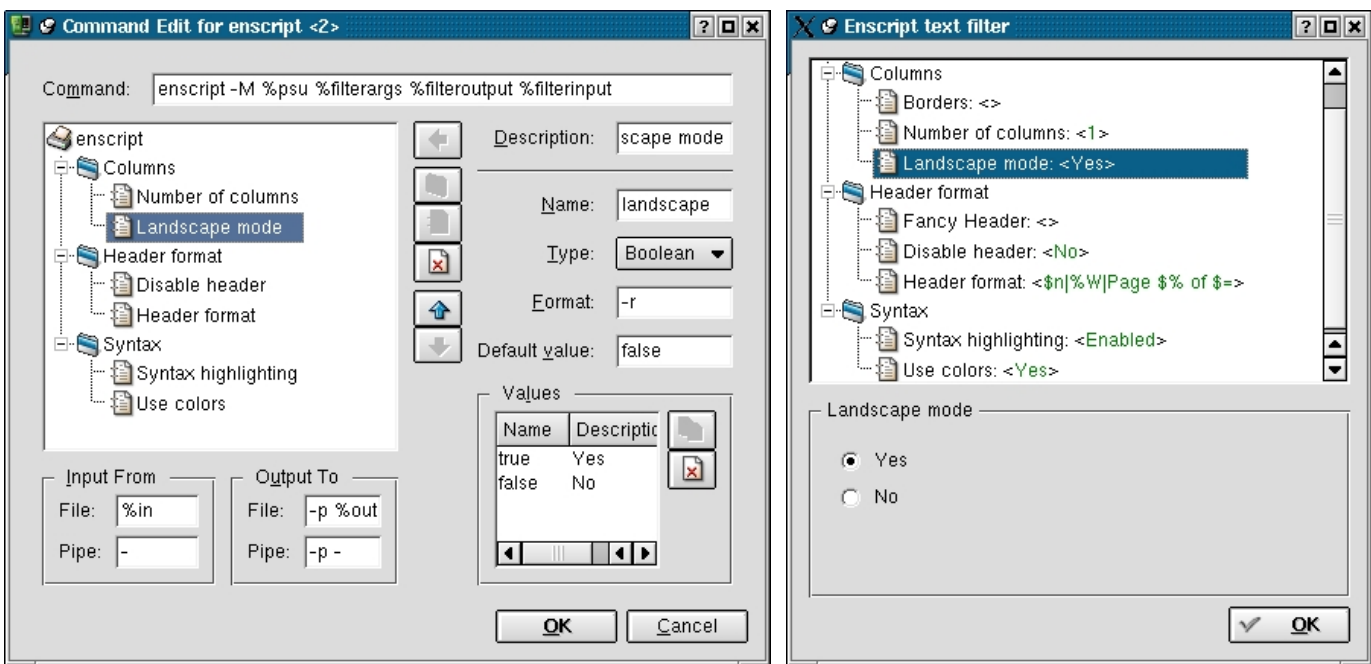 Command Edit for enscript <2>
Command: enscript -M %psu %filterargs %filteroutput %filterinput
enscript
Columns
Number of columns
Landscape mode
Header format
Disable header
Header format
Syntax
Syntax highlighting
Use colors
Description: scape mode
Name: landscape
Type: Boolean
Format: -r
Default value: false
Values
Name Descriptic
true Yes
false No
Input From
File: %in
Pipe: -
Output To
File: -p %out
Pipe: -p -
OK Cancel
Enscript text filter
Columns
Borders: <>
Number of columns: <1>
Landscape mode: <Yes>
Header format
Fancy Header: <>
Disable header: <No>
Header format: <$n|%W|Page $% of $=>
Syntax
Syntax highlighting: <Enabled>
Use colors: <Yes>
Landscape mode
Yes
No
OK